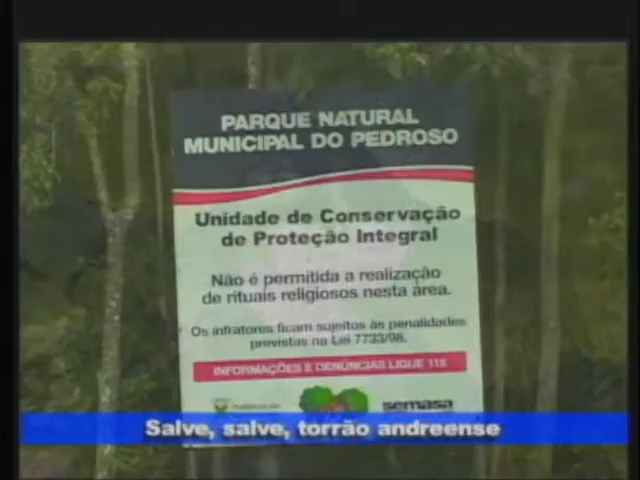 PARQUE NATURAL
MUNICIPAL DO PEDROSO
Unidade de Conservação
de Proteção Integral
Não é permitida a realização
de rituais religiosos nesta área.
Os infratores ficam sujeitos às penalidades
previstas na Lei 7733/98.
INFORMAÇÕES E DENÚNCIAS LIGUE 115
semasa
Salve, salve, torrão andreense